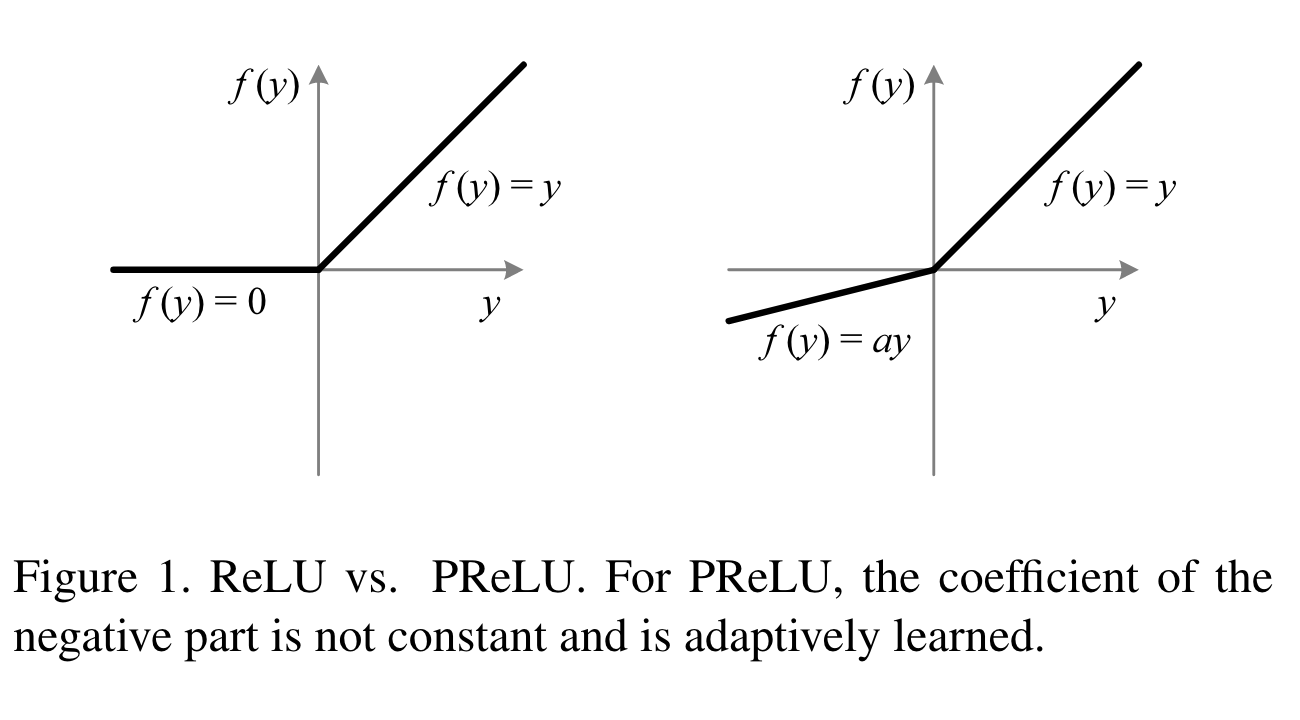 f(y)
f(y) = y
f(y) = 0
y
f(y)
f(y) = y
f(y) = ay
y
Figure 1. ReLU vs. PReLU. For PReLU, the coefficient of the
negative part is not constant and is adaptively learned.